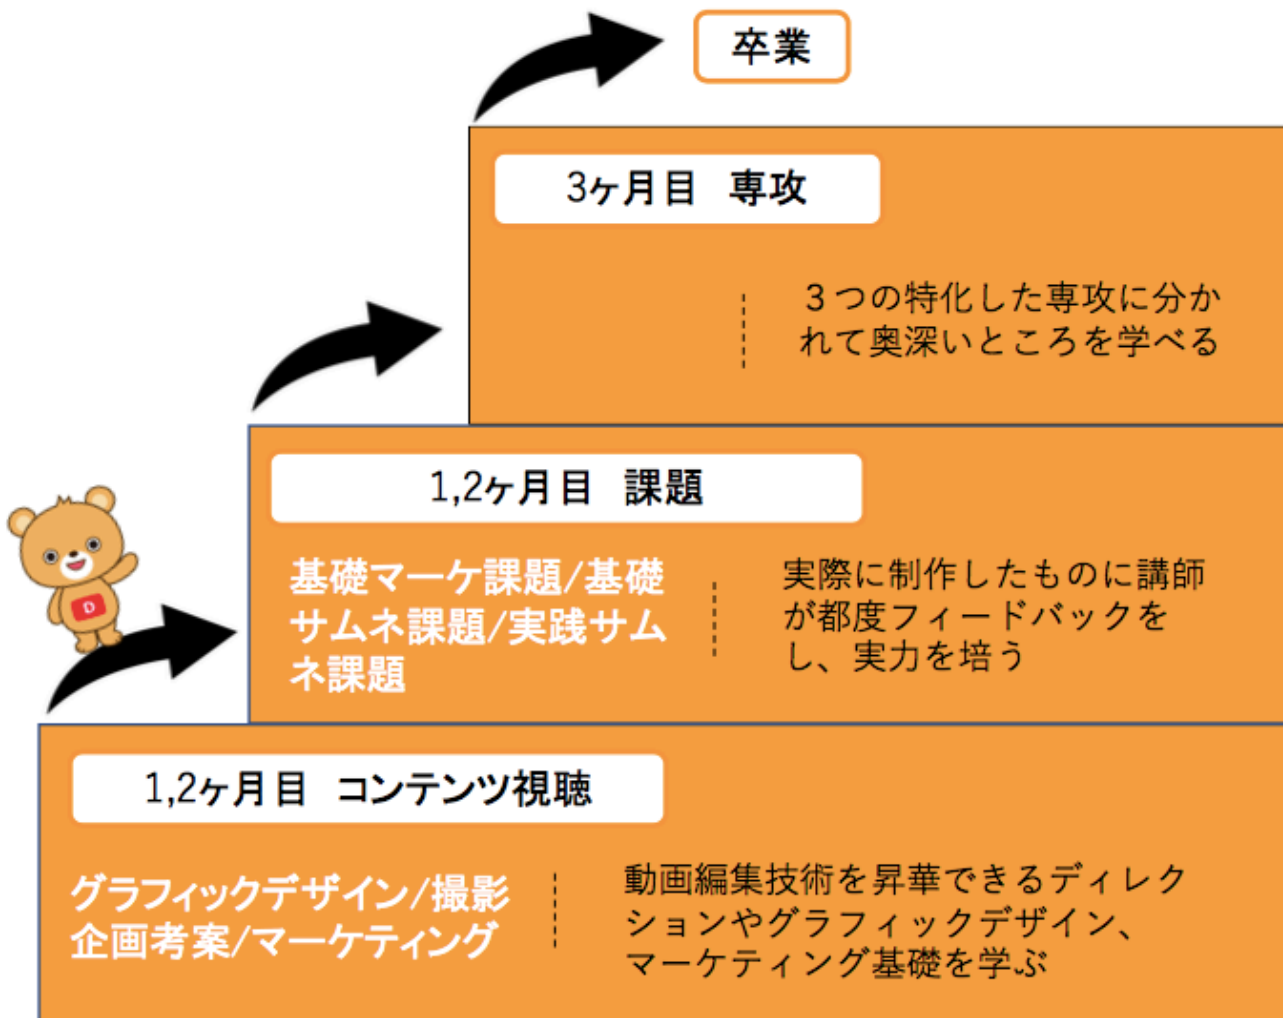 卒業
3ヶ月目 専攻
３つの特化した専攻に分か
れて奥深いところを学べる
1,2ヶ月目 課題
基礎マーケ課題/基礎
サムネ課題/実践サム
ネ課題
実際に制作したものに講師
が都度フィードバックを
し、実力を培う
D
1,2ヶ月目 コンテンツ視聴
グラフィックデザイン/撮影
企画考案/マーケティング
動画編集技術を昇華できるディレク
ションやグラフィックデザイン、
マーケティング基礎を学ぶ